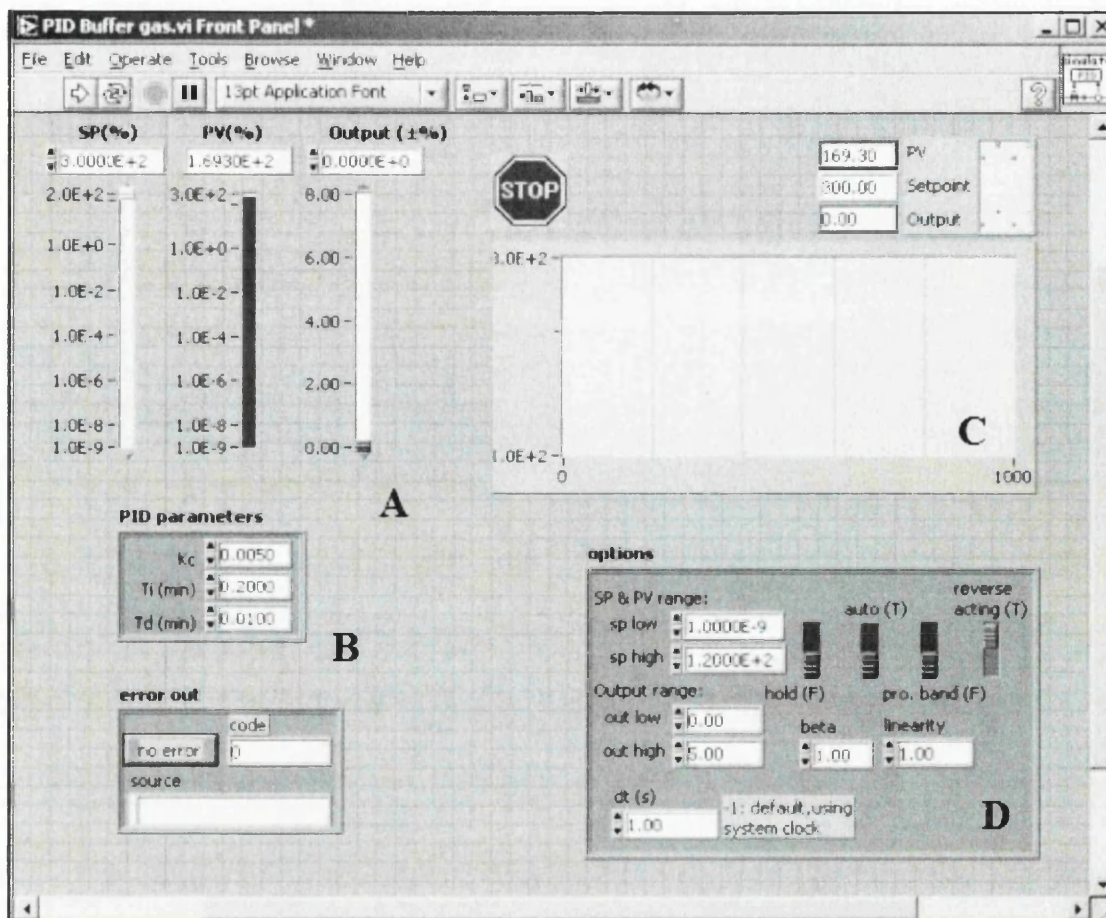 PID Buffer gas.vi Front Panel *
File Edit Operate Tools Browse Window Help
13pt Application Font
SP(%) PV(%) Output (±%)
3.0000E+2 1.6930E+2 0.0000E+0
2.0E+2 3.0E+2 8.00
1.0E+0 1.0E+0 6.00
1.0E-2 1.0E-2
1.0E-4 1.0E-4 4.00
1.0E-6 1.0E-6 2.00
1.0E-8 1.0E-8
1.0E-9 1.0E-9 0.00
A
STOP
169.30 PV
300.00 Setpoint
0.00 Output
PID
3.0E+2
1.0E+2
0 1000
C
PID parameters
Kc 0.0050
Ti (min) 0.2000
Td (min) 0.0100
B
error out
code
no error 0
source
options
SP & PV range:
sp low 1.0000E-9
sp high 1.2000E+2
auto (T)
reverse
acting (T)
Output range:
hold (F) pro. band (F)
out low 0.00
out high 5.00
beta linearity
1.00 1.00
dt (s)
1.00
-1: default,using
system clock
D